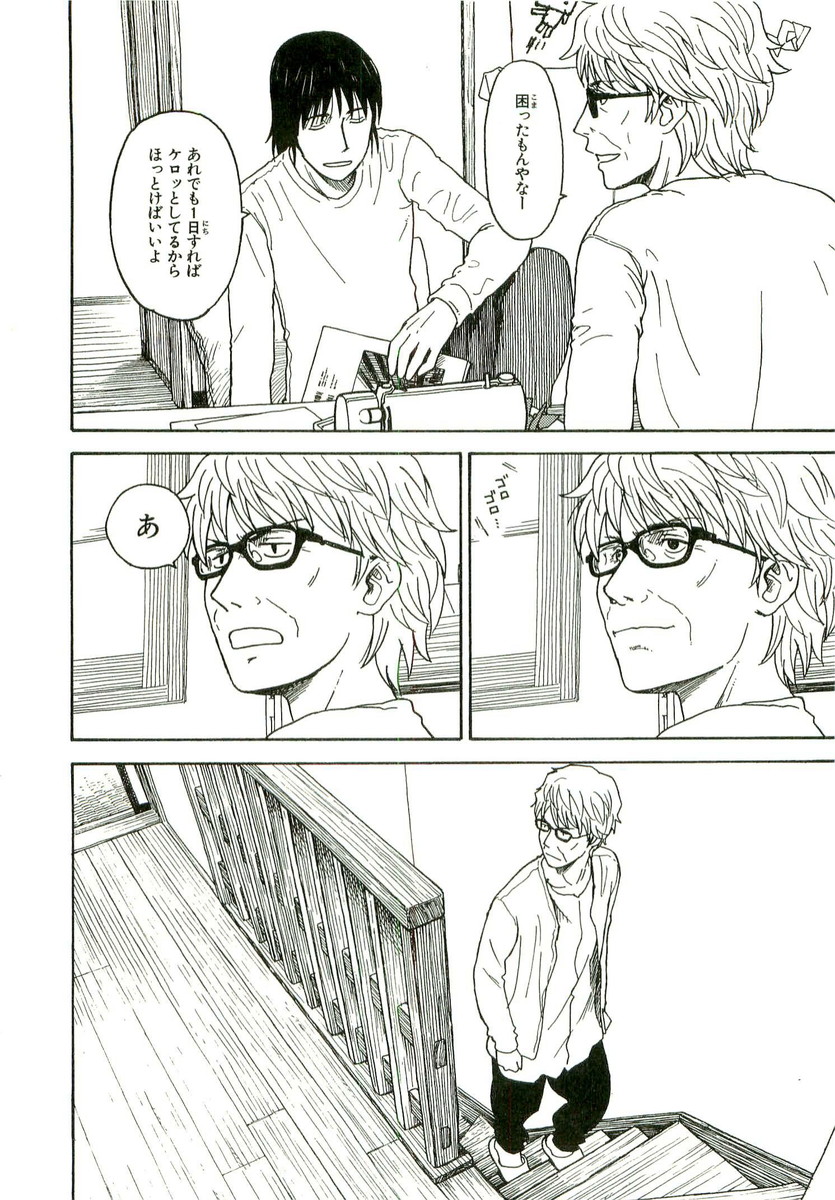 困ったもんやなー
あれでも1日すれば
ケロッとしてるから
ほっとけばいいよ
ゴロ
ゴロ…
あ